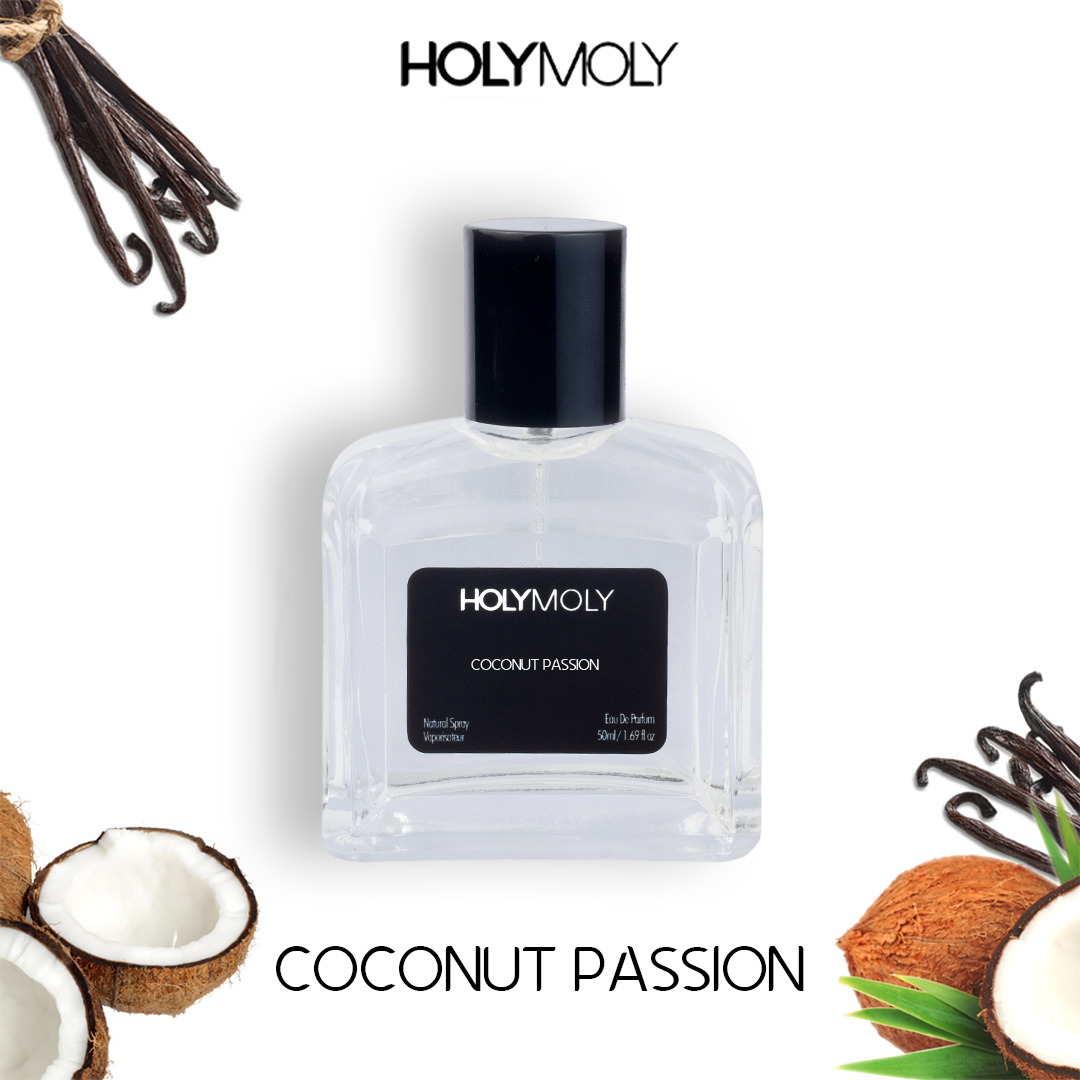 HOLYMOLY
HOLYMOLY
COCONUT PASSION
Natural Spray
Vaporisateur
Eau De Parfum
50ml / 1.69 fl oz
COCONUT PASSION